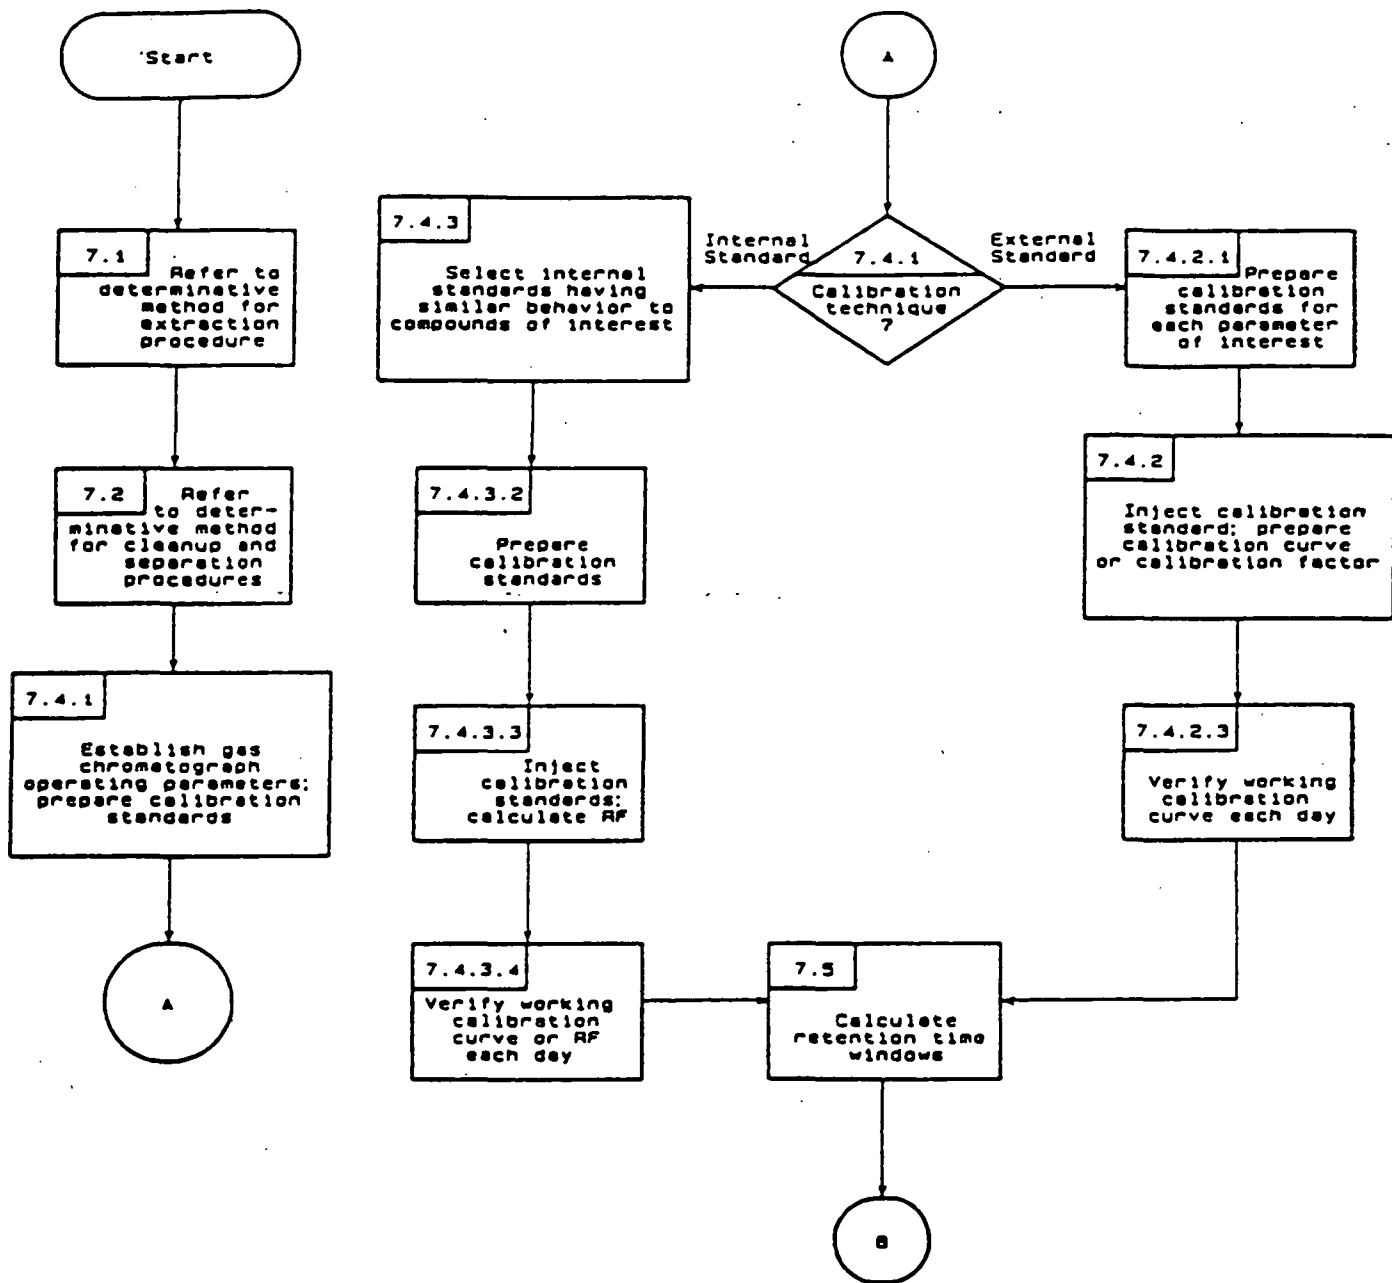 Start
7.1
Refer to
determinative
method for
extraction
procedure
7.2
Refer
to deter-
minative method
for cleanup and
separation
procedures
7.4.1
Establish gas
chromatograph
operating parameters;
prepare calibration
standards
A
A
7.4.1
Calibration
technique
?
Internal
Standard
External
Standard
7.4.3
Select internal
standards having
similar behavior to
compounds of interest
7.4.3.2
Prepare
calibration
standards
7.4.3.3
Inject
calibration
standards;
calculate RF
7.4.3.4
Verify working
calibration
curve or RF
each day
7.4.2.1
Prepare
calibration
standards for
each parameter
of interest
7.4.2
Inject calibration
standard; prepare
calibration curve
or calibration factor
7.4.2.3
Verify working
calibration
curve each day
7.5
Calculate
retention time
windows
B